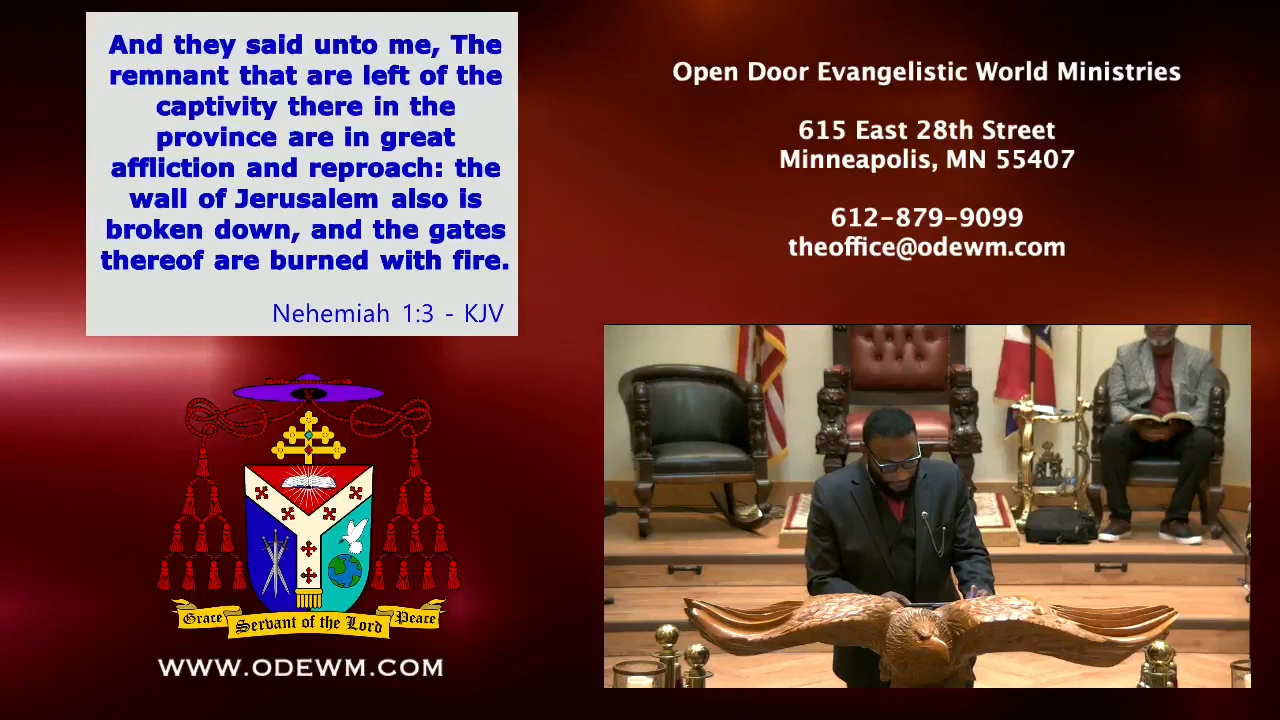 And they said unto me, The
remnant that are left of the
captivity there in the
province are in great
affliction and reproach: the
wall of Jerusalem also is
broken down, and the gates
thereof are burned with fire.
Nehemiah 1:3 - KJV
Open Door Evangelistic World Ministries
615 East 28th Street
Minneapolis, MN 55407
612-879-9099
theoffice@odewm.com
Grace
Servant of the Lord
Peace
WWW.ODEWM.COM